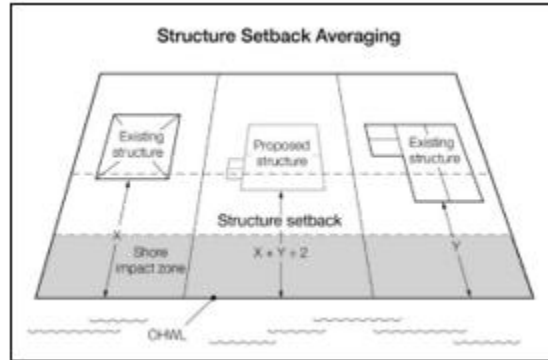 Structure Setback Averaging
Existing
structure
Proposed
structure
Existing
structure
Structure setback
X
Shore
impact zone
X + Y ÷ 2
Y
OHWL